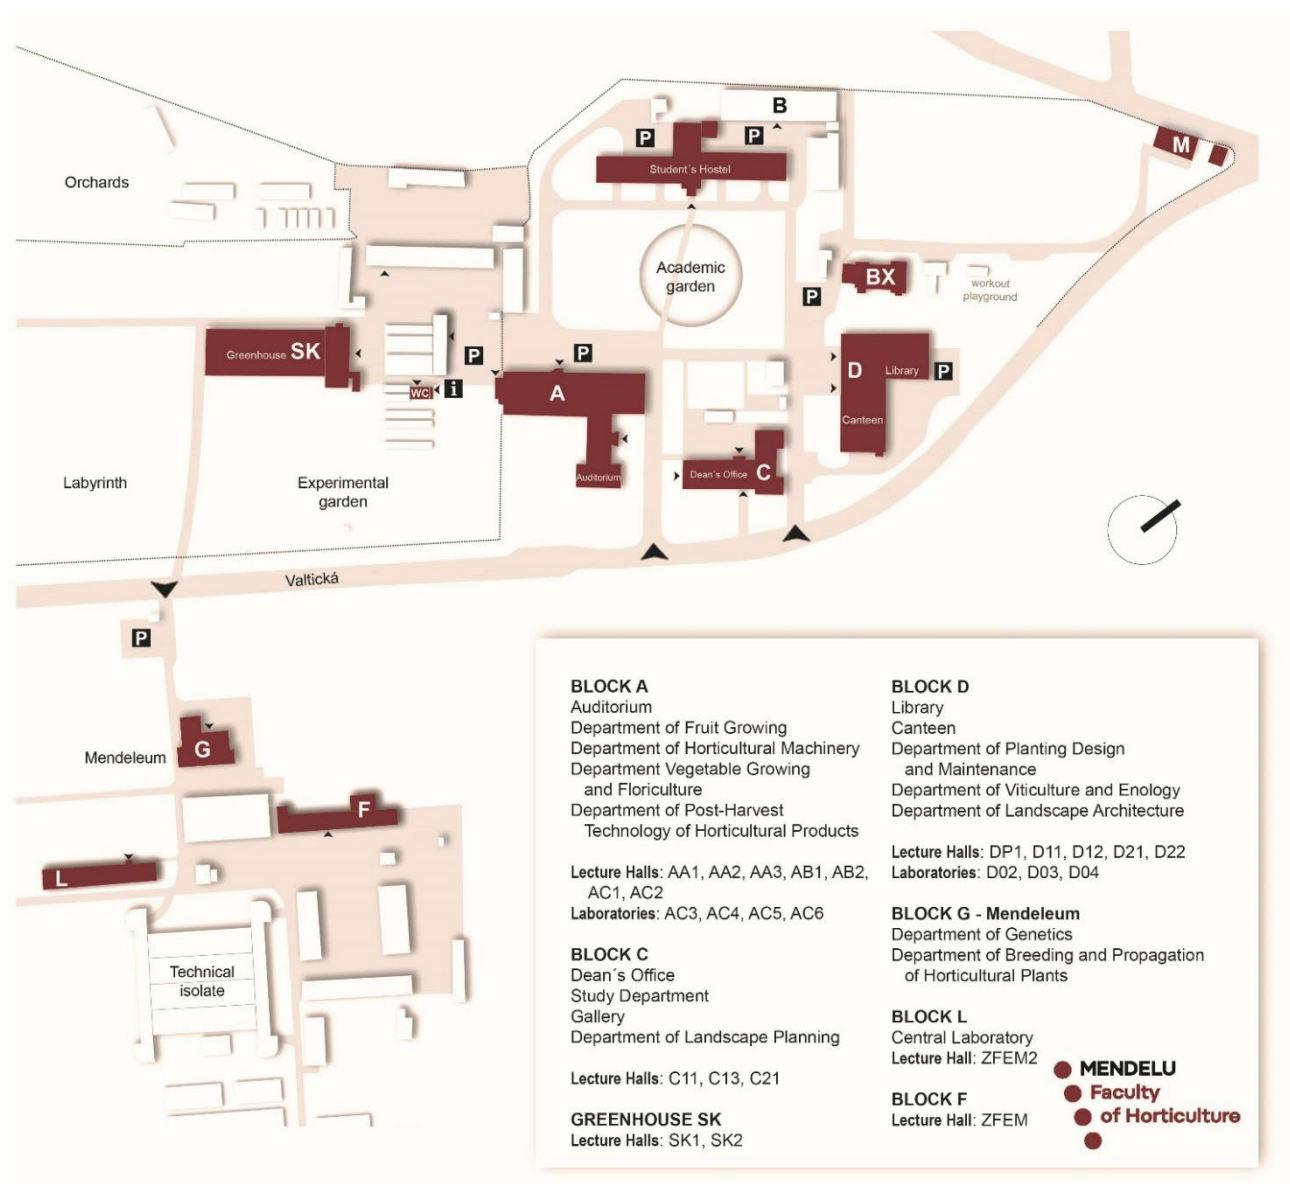 B
P
P
M
Student´s Hostel
Orchards
Academic
garden
BX
workout
playground
P
Greenhouse SK
P
P
D
Library
P
WC
i
A
Canteen
Labyrinth
Experimental
garden
Auditorium
Dean´s Office
C
Valtická
P
Mendeleum
G
F
L
Technical
isolate
BLOCK A
Auditorium
Department of Fruit Growing
Department of Horticultural Machinery
Department Vegetable Growing
and Floriculture
Department of Post-Harvest
Technology of Horticultural Products
Lecture Halls: AA1, AA2, AA3, AB1, AB2,
AC1, AC2
Laboratories: AC3, AC4, AC5, AC6
BLOCK C
Dean´s Office
Study Department
Gallery
Department of Landscape Planning
Lecture Halls: C11, C13, C21
GREENHOUSE SK
Lecture Halls: SK1, SK2
BLOCK D
Library
Canteen
Department of Planting Design
and Maintenance
Department of Viticulture and Enology
Department of Landscape Architecture
Lecture Halls: DP1, D11, D12, D21, D22
Laboratories: D02, D03, D04
BLOCK G - Mendeleum
Department of Genetics
Department of Breeding and Propagation
of Horticultural Plants
BLOCK L
Central Laboratory
Lecture Hall: ZFEM2
BLOCK F
Lecture Hall: ZFEM
MENDELU
Faculty
of Horticulture